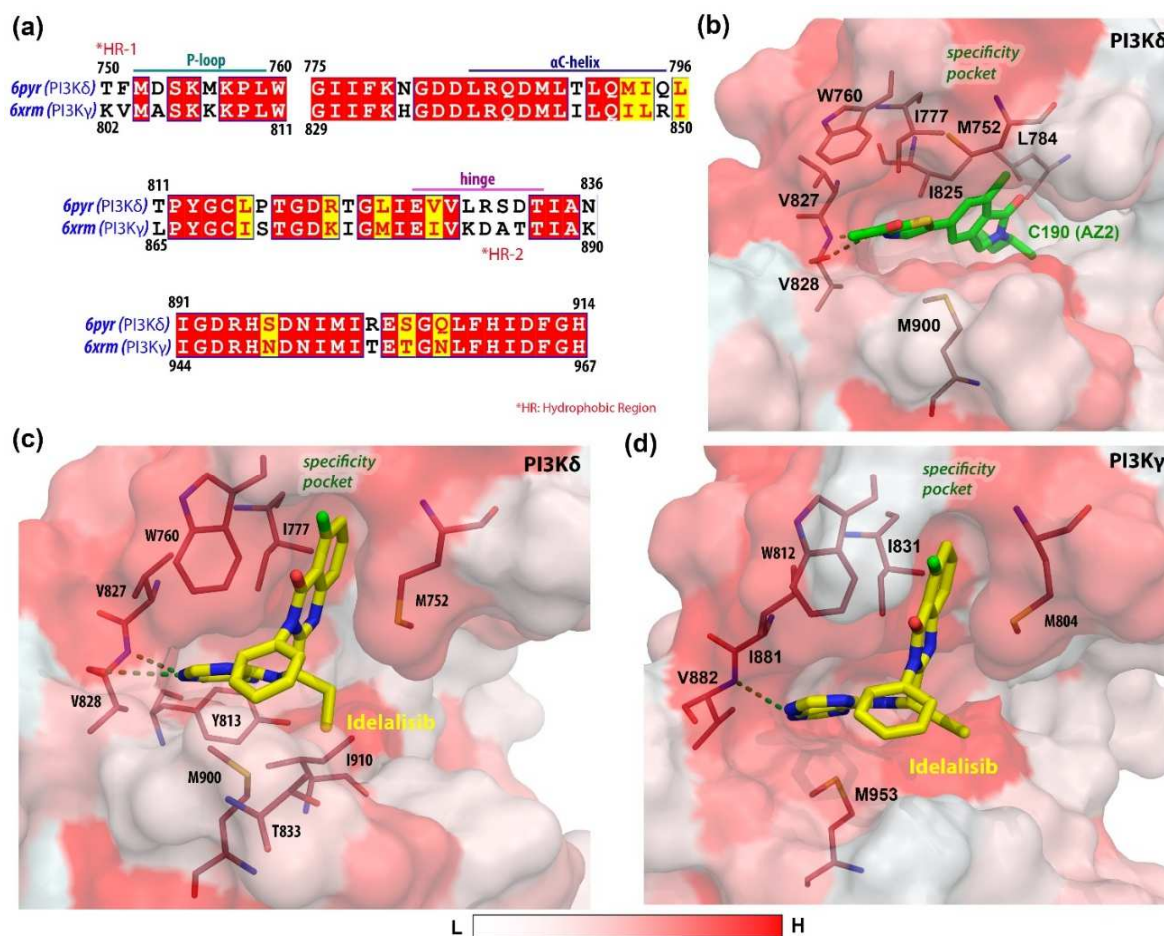 (a)
*HR-1
P-loop
αC-helix
750 760 775 796
6pyr (PI3Kδ) T F M D S K M K P L W G I I F K N G D D L R Q D M L T L Q M I Q L
6xrm (PI3Kγ) K V M A S K K K P L W G I I F K H G D D L R Q D M L I L Q I L R I
802 811 829 850
hinge
811 836
6pyr (PI3Kδ) T P Y G C L P T G D R T G L I E V V L R S D T I A N
6xrm (PI3Kγ) L P Y G C I S T G D K I G M I E I V K D A T T I A K
865 *HR-2 890
891 914
6pyr (PI3Kδ) I G D R H S D N I M I R E S G Q L F H I D F G H
6xrm (PI3Kγ) I G D R H N D N I M I T E T G N L F H I D F G H
944 967
*HR: Hydrophobic Region
(b)
PI3Kδ
specificity
pocket
W760
I777
M752
L784
I825
V827
C190 (AZ2)
V828
M900
(c)
PI3Kδ
specificity
pocket
W760
I777
V827
M752
V828
Y813
Idelalisib
M900
I910
T833
(d)
PI3Kγ
specificity
pocket
W812
I831
M804
I881
V882
Idelalisib
M953
L H